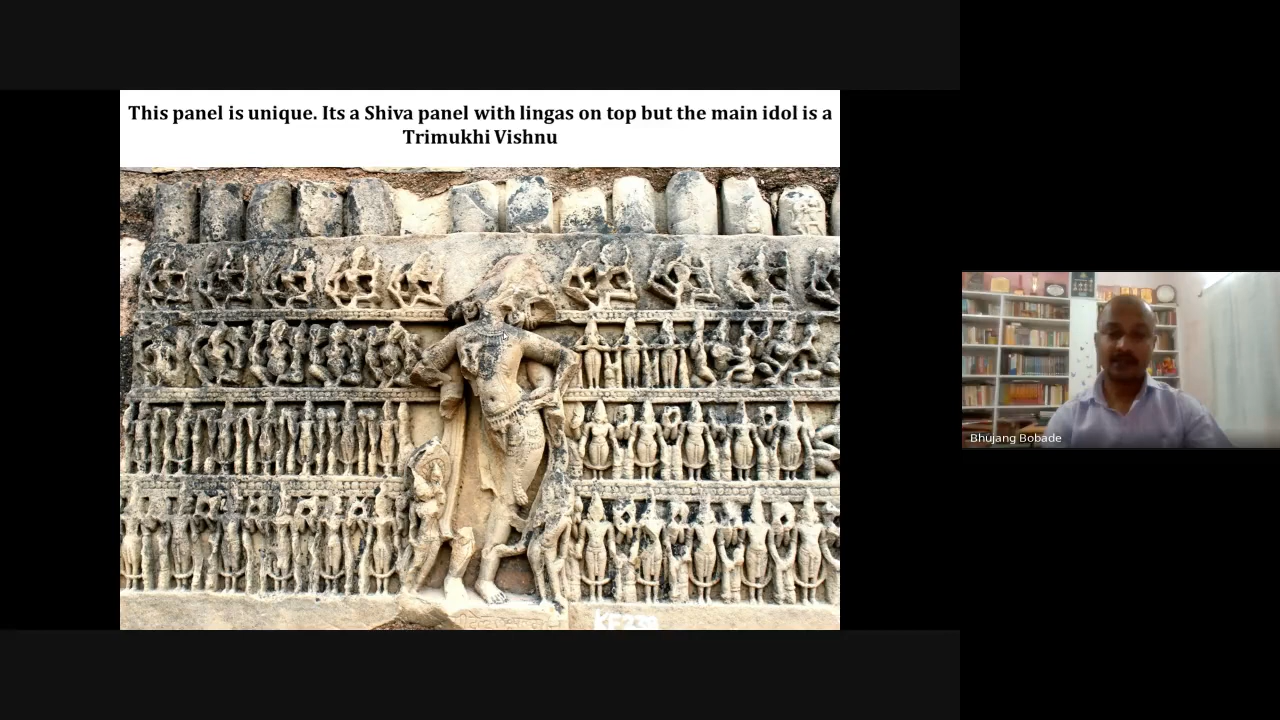 This panel is unique. Its a Shiva panel with lingas on top but the main idol is a
Trimukhi Vishnu
KF239
Bhujang Bobade